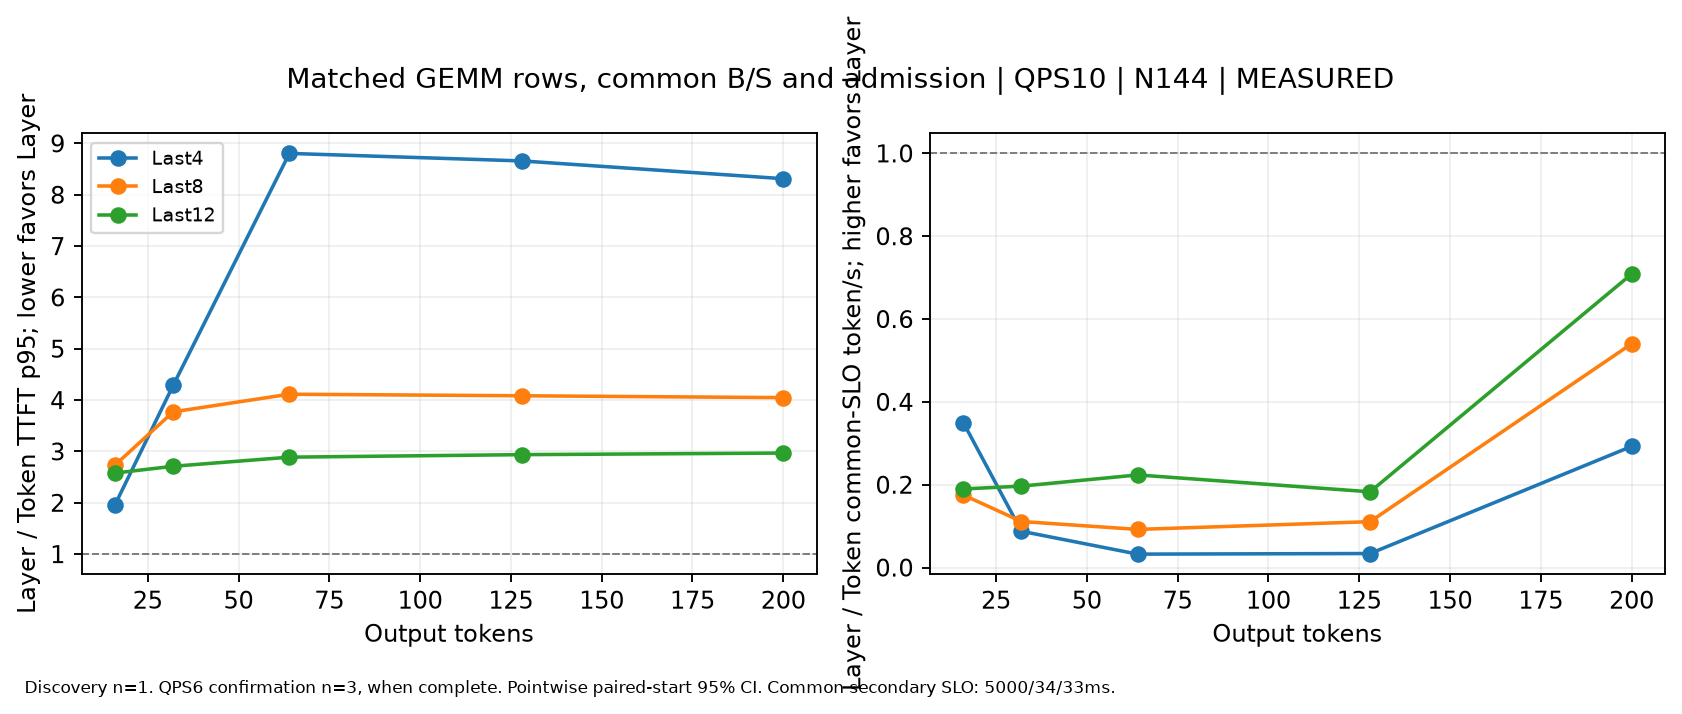 Matched GEMM rows, common B/S and admission | QPS10 | N144 | MEASURED
Layer / Token TTFT p95; lower favors Layer
9
8
7
6
5
4
3
2
1
Last4
Last8
Last12
25 50 75 100 125 150 175 200
Output tokens
Layer / Token common-SLO token/s; higher favors Layer
1.0
0.8
0.6
0.4
0.2
0.0
25 50 75 100 125 150 175 200
Output tokens
Discovery n=1. QPS6 confirmation n=3, when complete. Pointwise paired-start 95% CI. Common secondary SLO: 5000/34/33ms.